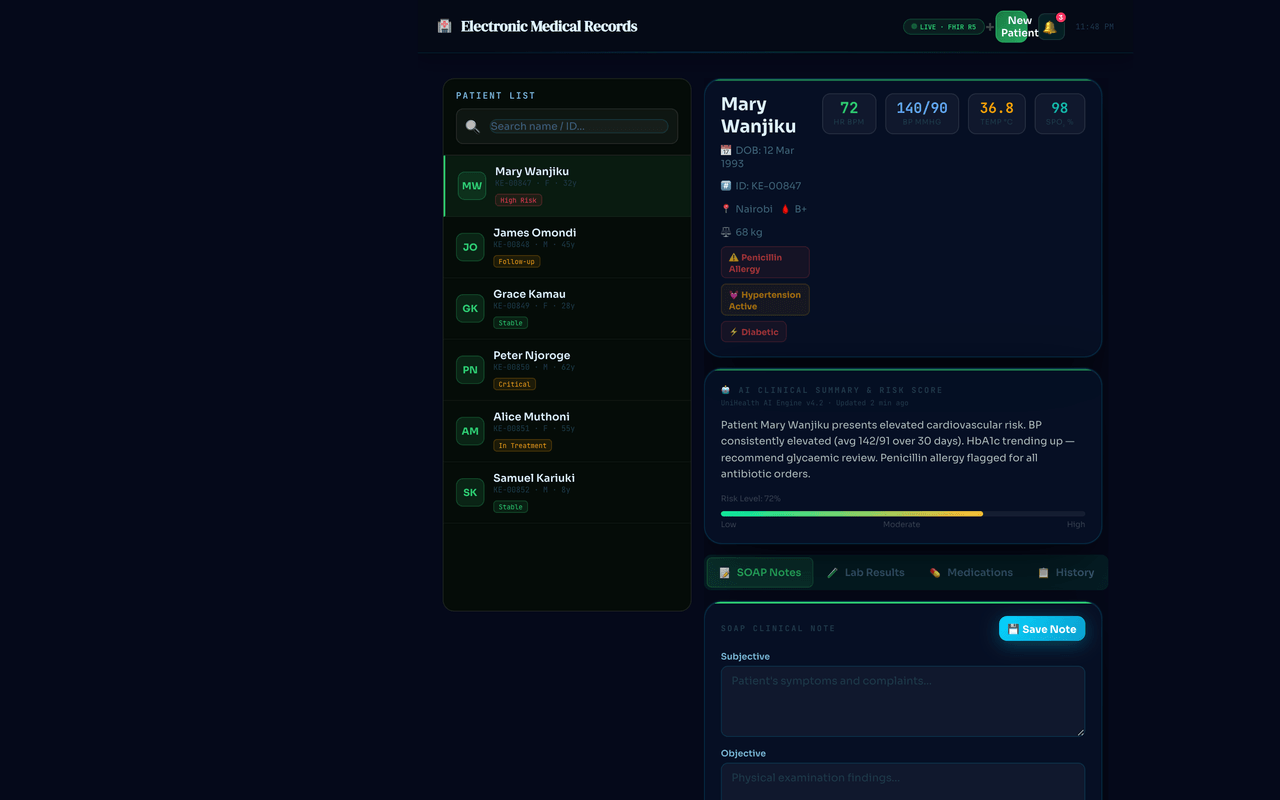 Electronic Medical Records
LIVE · FHIR R5
+ New Patient
3
11:48 PM
PATIENT LIST
Search name / ID...
MW
Mary Wanjiku
KE-00847 · F · 32y
High Risk
JO
James Omondi
KE-00848 · M · 45y
Follow-up
GK
Grace Kamau
KE-00849 · F · 28y
Stable
PN
Peter Njoroge
KE-00850 · M · 62y
Critical
AM
Alice Muthoni
KE-00851 · F · 55y
In Treatment
SK
Samuel Kariuki
KE-00852 · M · 8y
Stable
Mary
Wanjiku
DOB: 12 Mar
1993
ID: KE-00847
Nairobi B+
68 kg
Penicillin
Allergy
Hypertension
Active
Diabetic
72
HR BPM
140/90
BP MMHG
36.8
TEMP °C
98
SPO₂ %
AI CLINICAL SUMMARY & RISK SCORE
UniHealth AI Engine v4.2 · Updated 2 min ago
Patient Mary Wanjiku presents elevated cardiovascular risk. BP
consistently elevated (avg 142/91 over 30 days). HbA1c trending up —
recommend glycaemic review. Penicillin allergy flagged for all
antibiotic orders.
Risk Level: 72%
Low Moderate High
SOAP Notes Lab Results Medications History
SOAP CLINICAL NOTE
Save Note
Subjective
Patient's symptoms and complaints...
Objective
Physical examination findings...